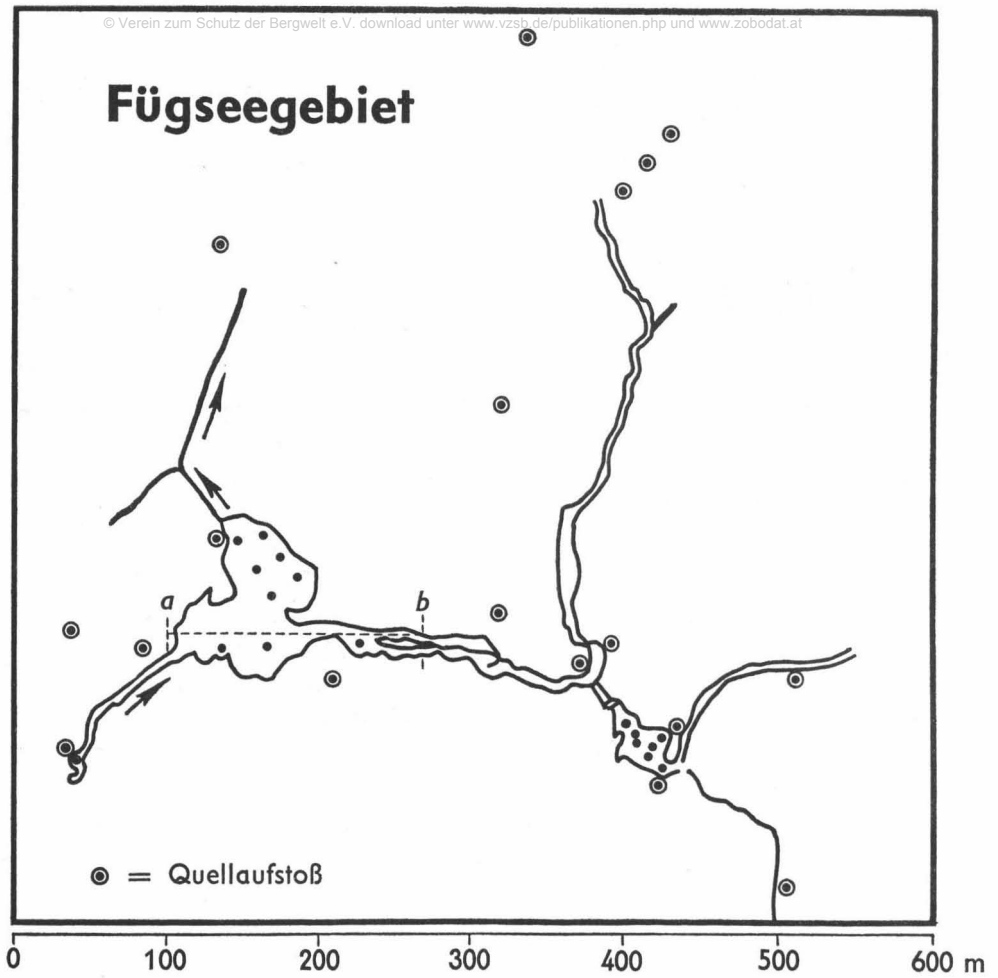 © Verein zum Schutz der Bergwelt e.V. download unter www.vzsb.de/publikationen.php und www.zobodat.at
Fügseegebiet
a
b
= Quellaufstoß
0 100 200 300 400 500 600 m